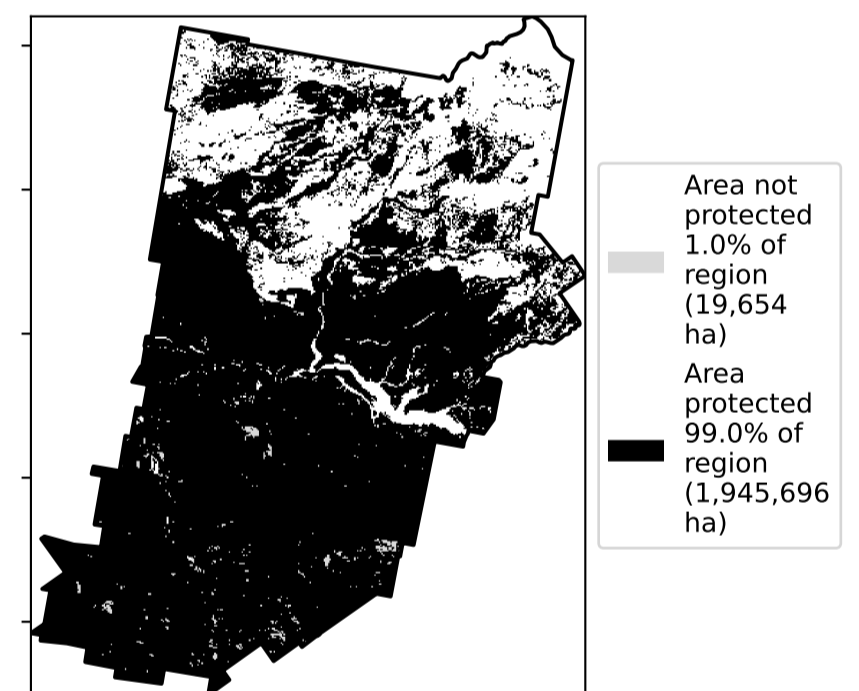 Area not
protected
1.0% of
region
(19,654
ha)
Area
protected
99.0% of
region
(1,945,696
ha)